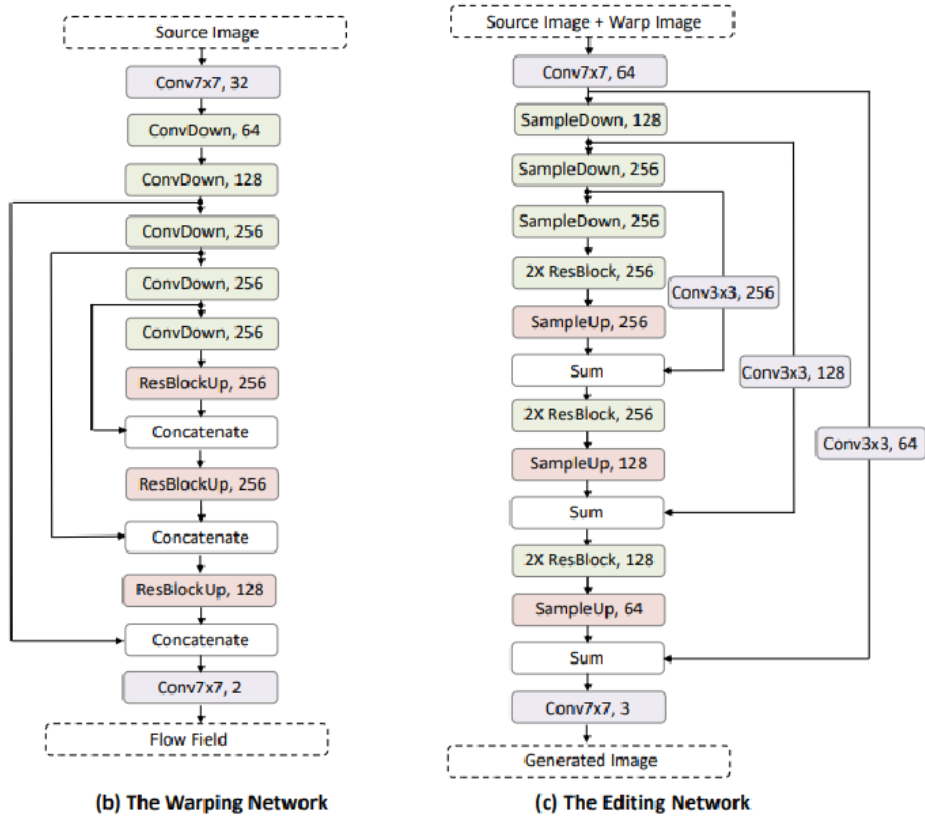 Source Image
Conv7x7, 32
ConvDown, 64
ConvDown, 128
ConvDown, 256
ConvDown, 256
ConvDown, 256
ResBlockUp, 256
Concatenate
ResBlockUp, 256
Concatenate
ResBlockUp, 128
Concatenate
Conv7x7, 2
Flow Field
(b) The Warping Network
Source Image + Warp Image
Conv7x7, 64
SampleDown, 128
SampleDown, 256
SampleDown, 256
2X ResBlock, 256
Conv3x3, 256
SampleUp, 256
Sum
Conv3x3, 128
2X ResBlock, 256
Conv3x3, 64
SampleUp, 128
Sum
2X ResBlock, 128
SampleUp, 64
Sum
Conv7x7, 3
Generated Image
(c) The Editing Network